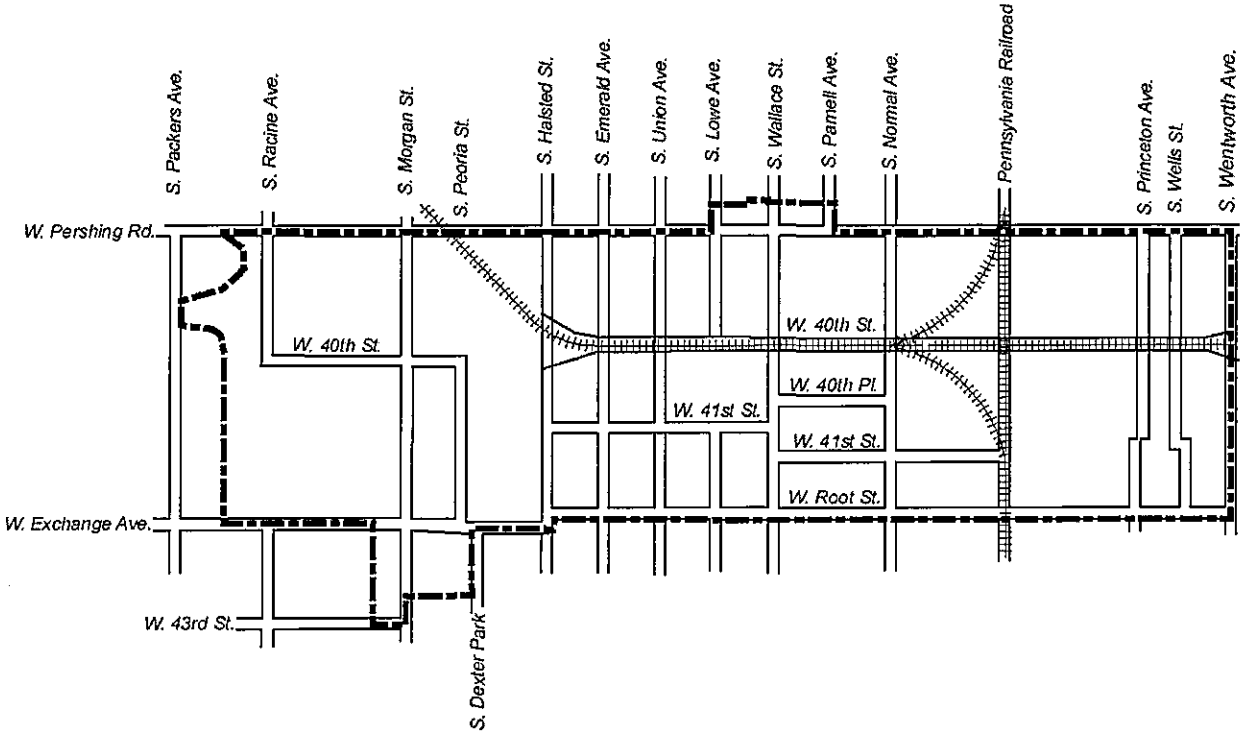 S. Packers Ave.
S. Racine Ave.
S. Morgan St.
S. Peoria St.
S. Halsted St.
S. Emerald Ave.
S. Union Ave.
S. Lowe Ave.
S. Wallace St.
S. Parnell Ave.
S. Normal Ave.
Pennsylvania Railroad
S. Princeton Ave.
S. Wells St.
S. Wentworth Ave.
W. Pershing Rd.
W. 40th St.
W. 40th St.
W. 40th Pl.
W. 41st St.
W. 41st St.
W. Root St.
W. Exchange Ave.
W. 43rd St.
S. Dexter Park